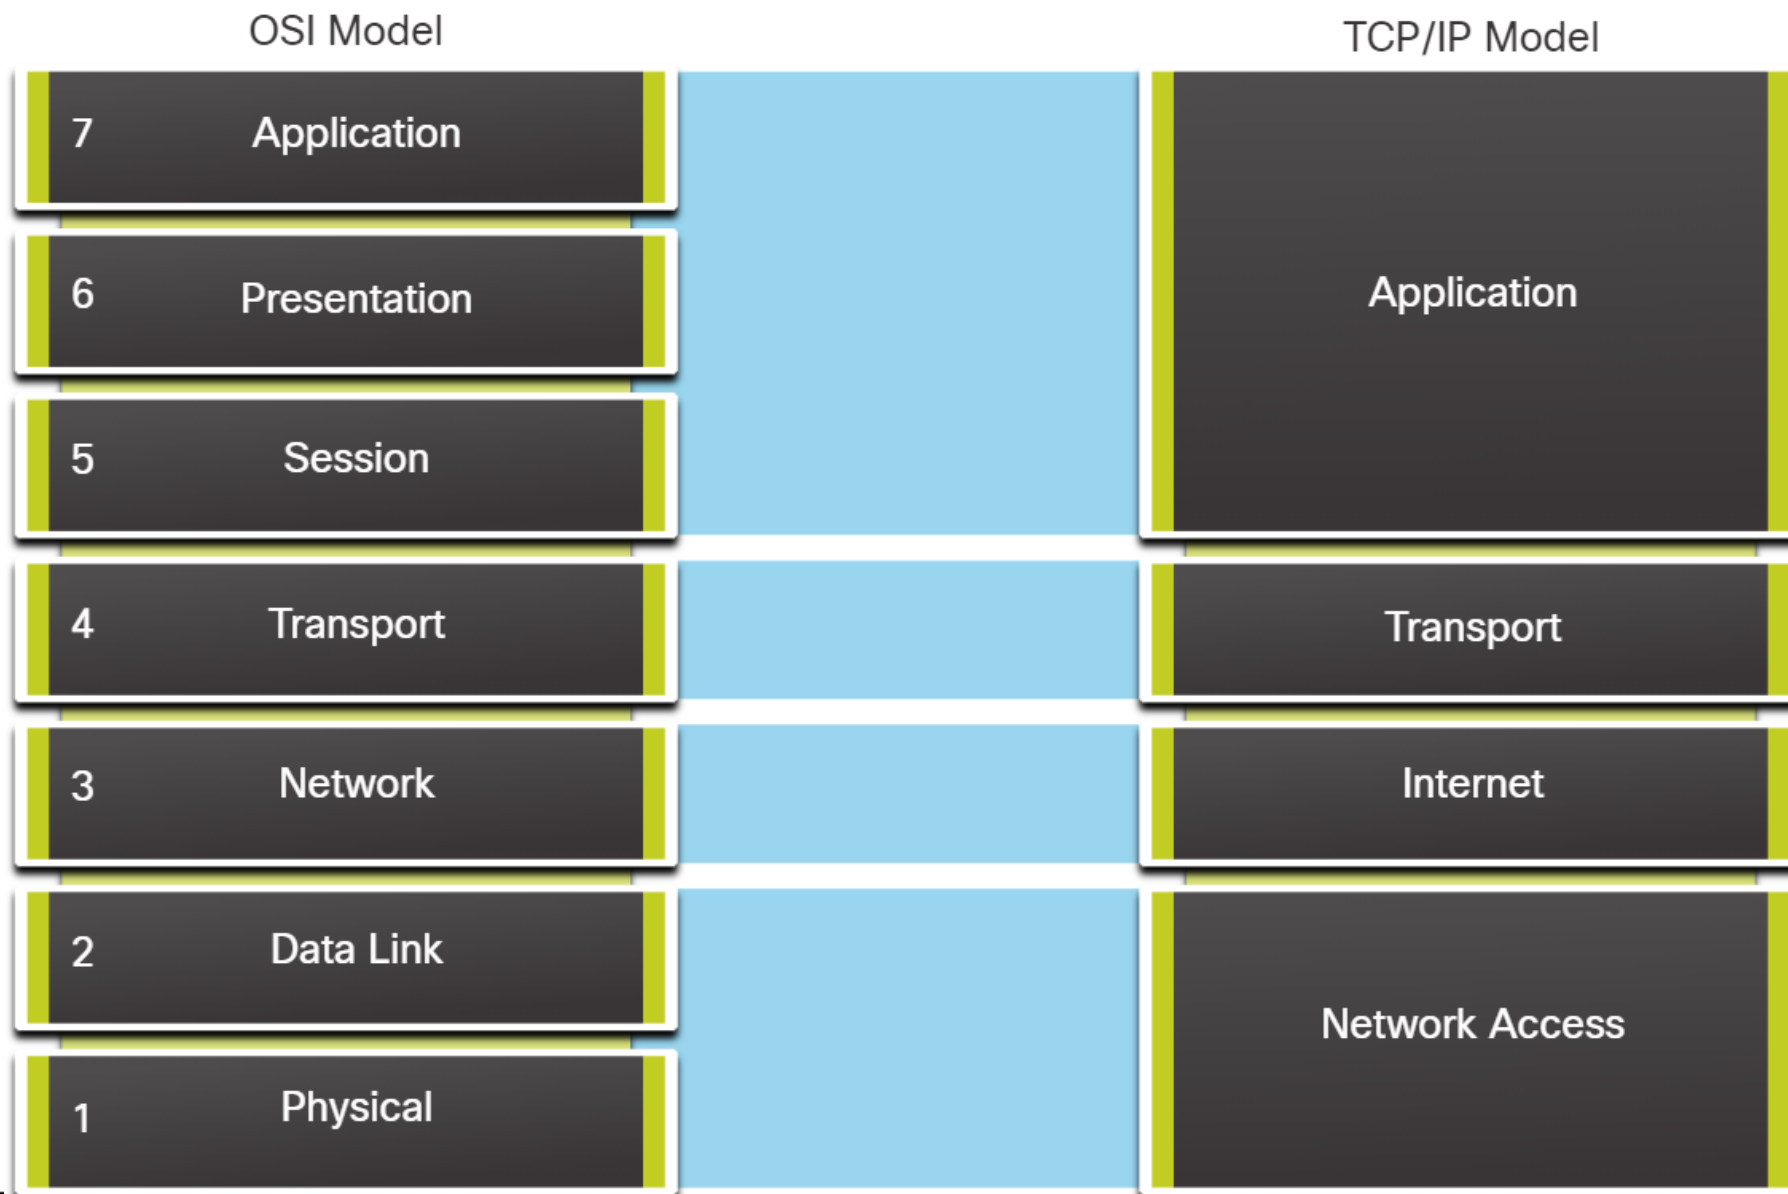 OSI Model
TCP/IP Model
7 Application
6 Presentation
5 Session
Application
4 Transport
Transport
3 Network
Internet
2 Data Link
1 Physical
Network Access